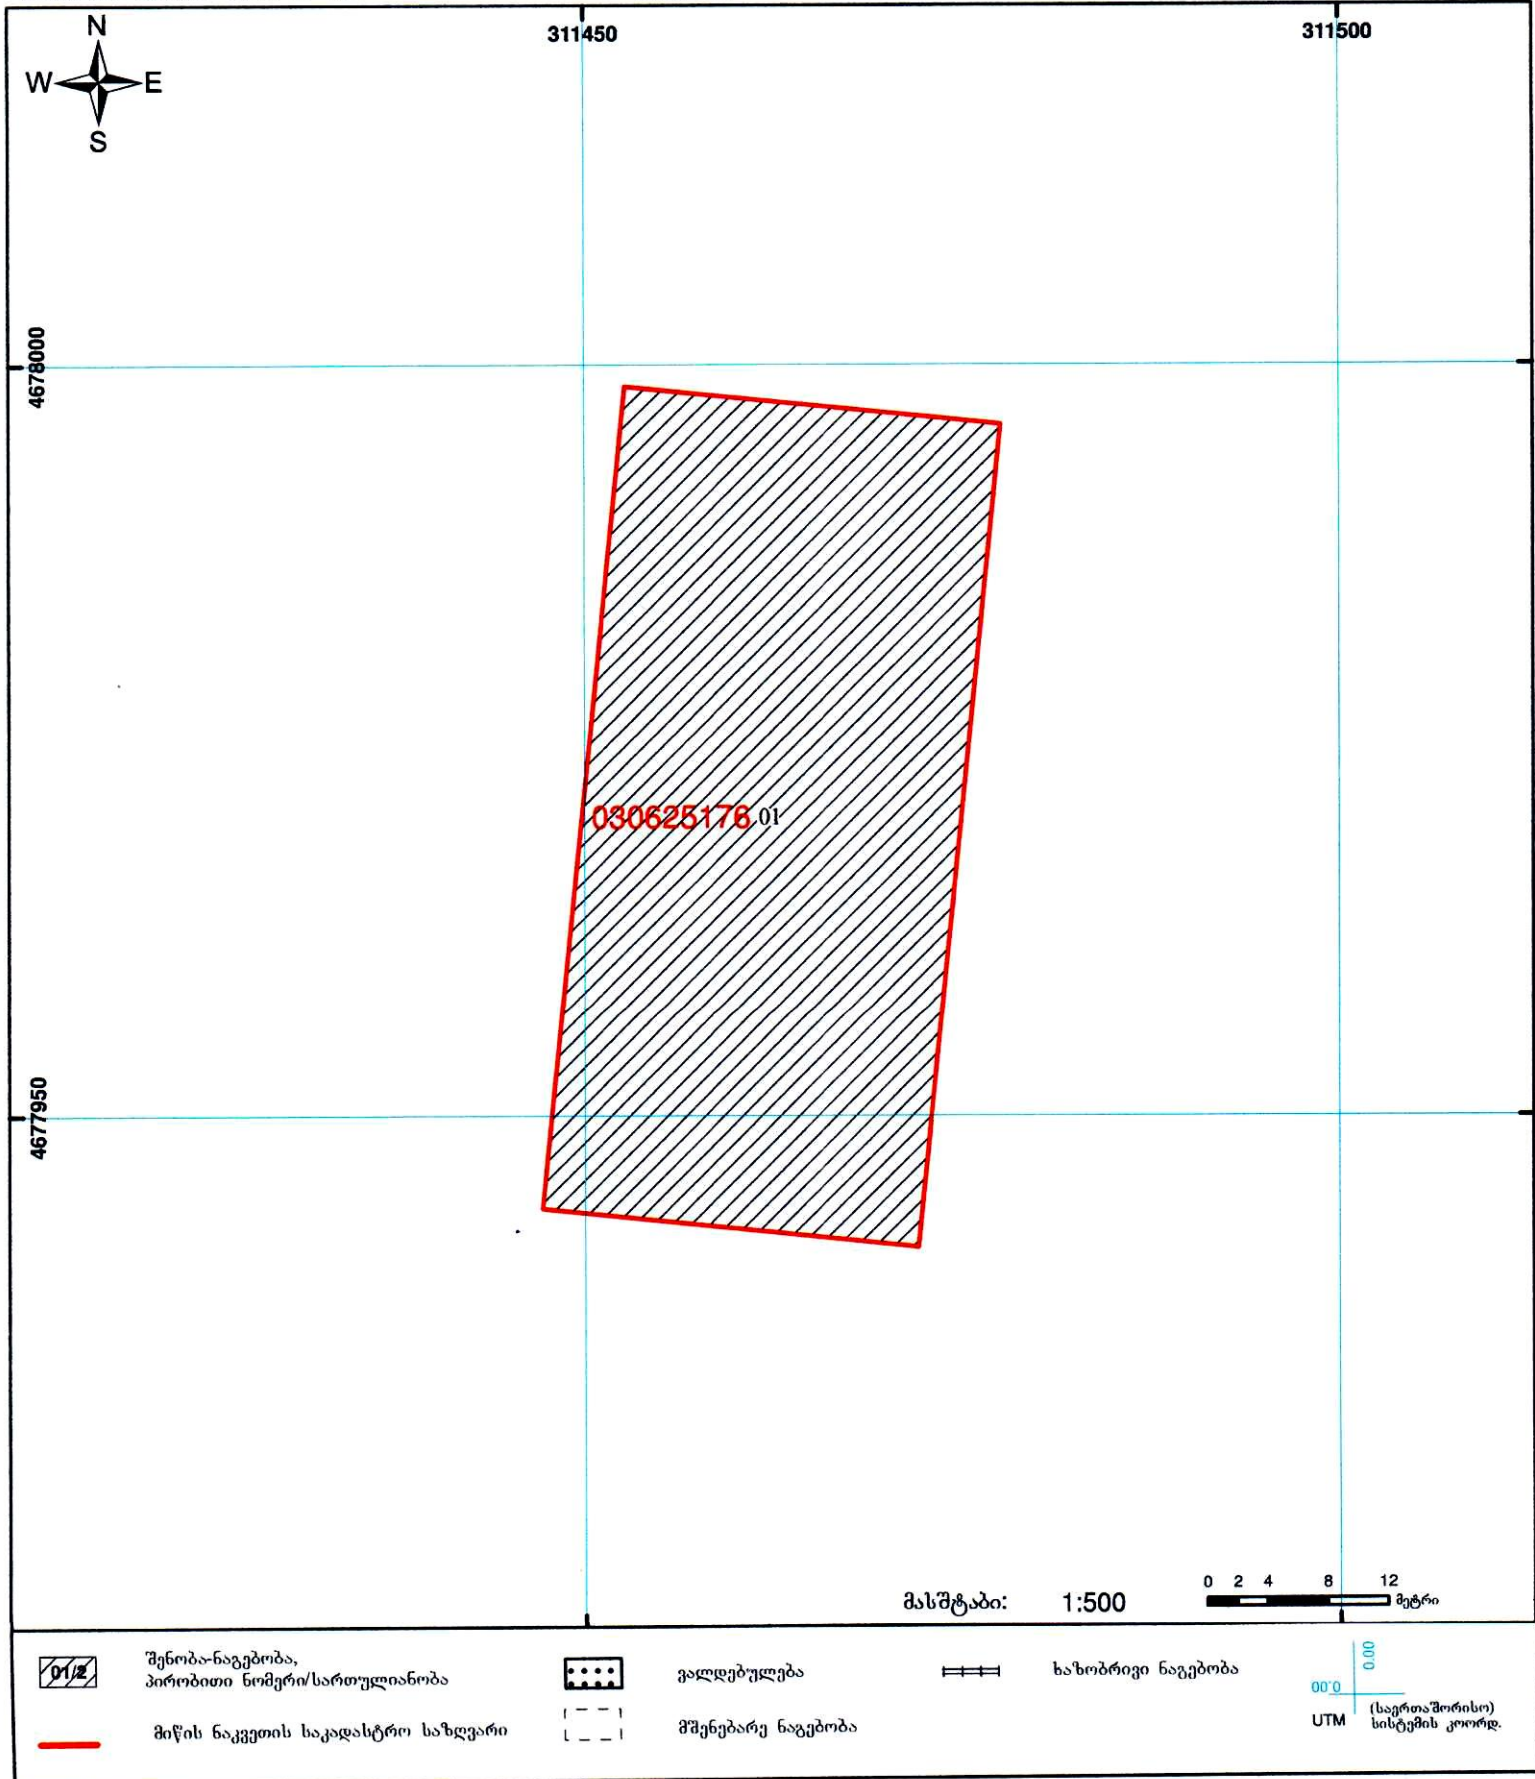 N
311450
311500
W E
S
4678000
030625176 .01
4677950
მასშტაბი: 1:500
0 2 4 8 12
მეტრი
01/2
შენობა-ნაგებობა,
პირობითი ნომერი/სართულიანობა
ვალდებულება
ხაზობრივი ნაგებობა
0.00
00'0
მიწის ნაკვეთის საკადასტრო საზღვარი
მშენებარე ნაგებობა
UTM
(საერთაშორისო)
სისტემის კოორდ.